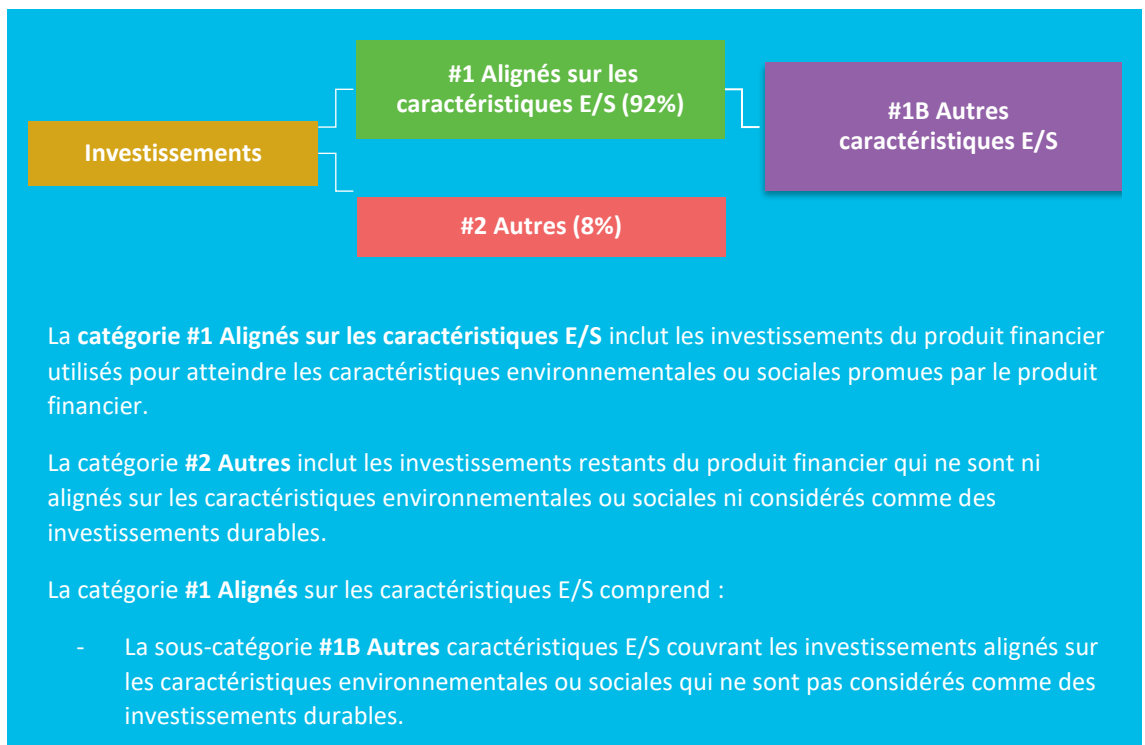 #1 Alignés sur les
caractéristiques E/S (92%)
#1B Autres
caractéristiques E/S
Investissements
#2 Autres (8%)
La catégorie #1 Alignés sur les caractéristiques E/S inclut les investissements du produit financier
utilisés pour atteindre les caractéristiques environnementales ou sociales promues par le produit
financier.
La catégorie #2 Autres inclut les investissements restants du produit financier qui ne sont ni
alignés sur les caractéristiques environnementales ou sociales ni considérés comme des
investissements durables.
La catégorie #1 Alignés sur les caractéristiques E/S comprend :
- La sous-catégorie #1B Autres caractéristiques E/S couvrant les investissements alignés sur
les caractéristiques environnementales ou sociales qui ne sont pas considérés comme des
investissements durables.